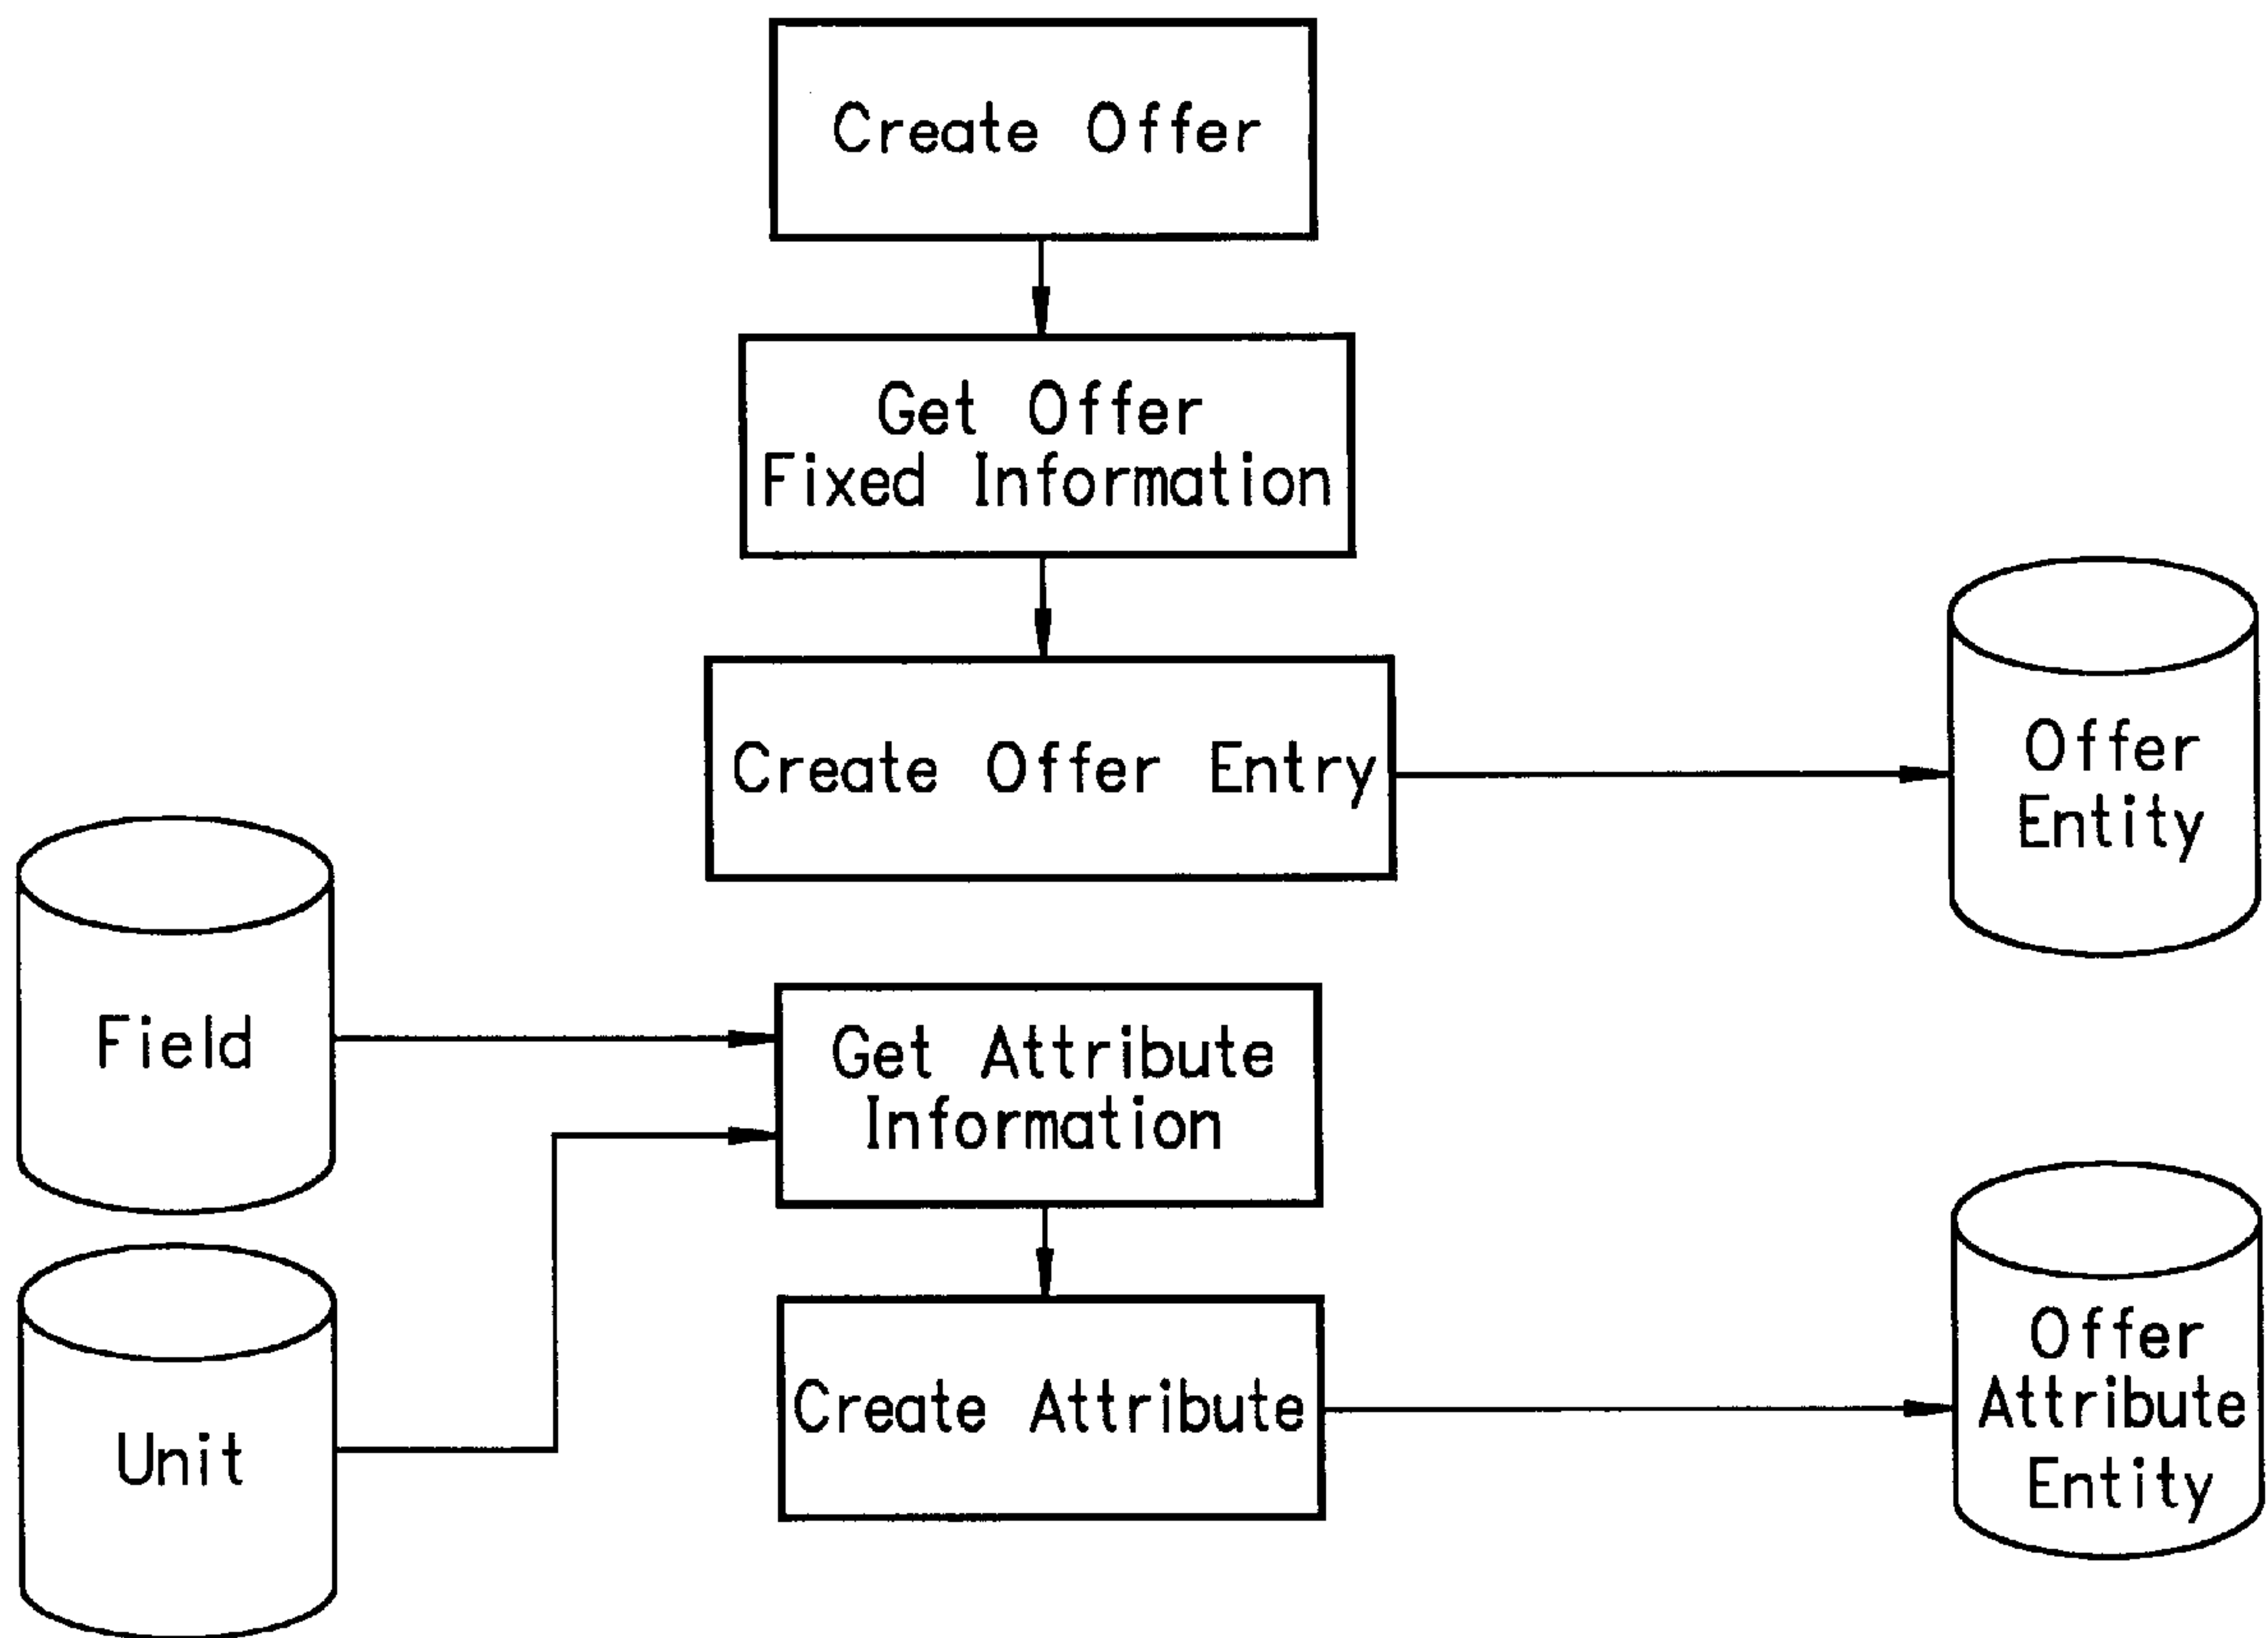 Create Offer
Get Offer
Fixed Information
Create Offer Entry
Offer
Entity
Field
Get Attribute
Information
Unit
Create Attribute
Offer
Attribute
Entity